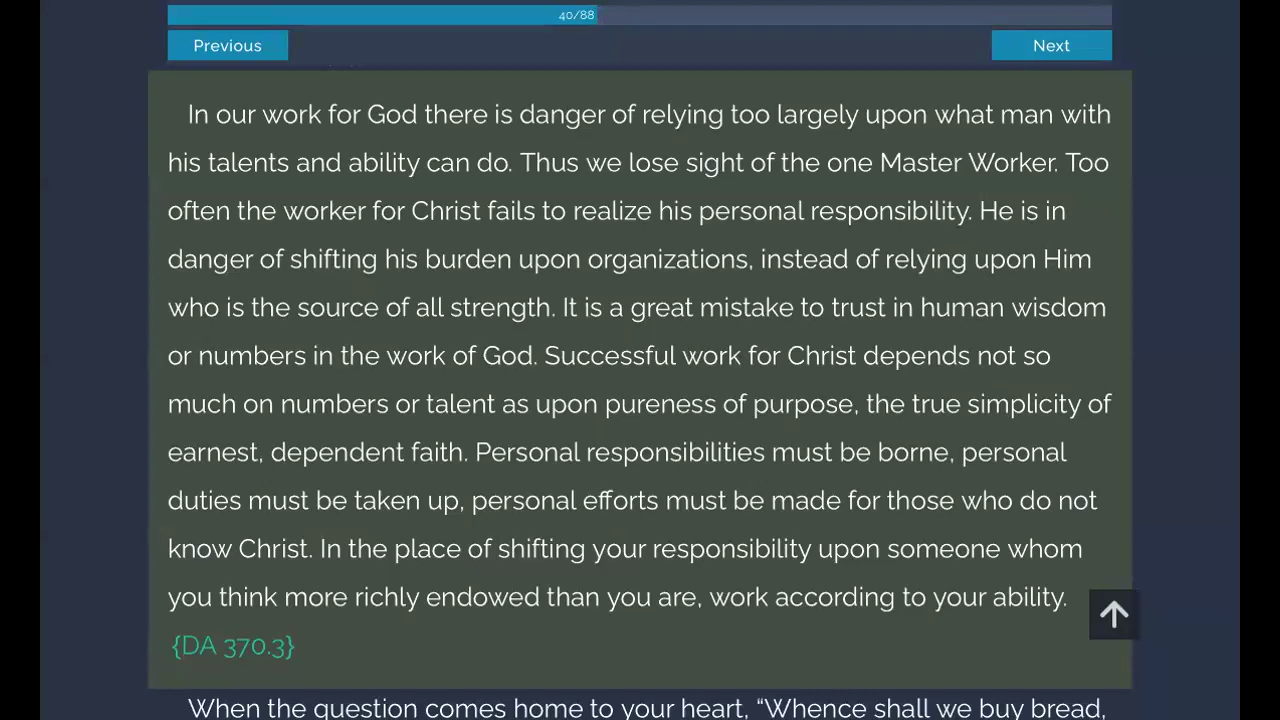 40/88
Previous
Next
In our work for God there is danger of relying too largely upon what man with
his talents and ability can do. Thus we lose sight of the one Master Worker. Too
often the worker for Christ fails to realize his personal responsibility. He is in
danger of shifting his burden upon organizations, instead of relying upon Him
who is the source of all strength. It is a great mistake to trust in human wisdom
or numbers in the work of God. Successful work for Christ depends not so
much on numbers or talent as upon pureness of purpose, the true simplicity of
earnest, dependent faith. Personal responsibilities must be borne, personal
duties must be taken up, personal efforts must be made for those who do not
know Christ. In the place of shifting your responsibility upon someone whom
you think more richly endowed than you are, work according to your ability.
{DA 370.3}
When the question comes home to your heart, “Whence shall we buy bread,